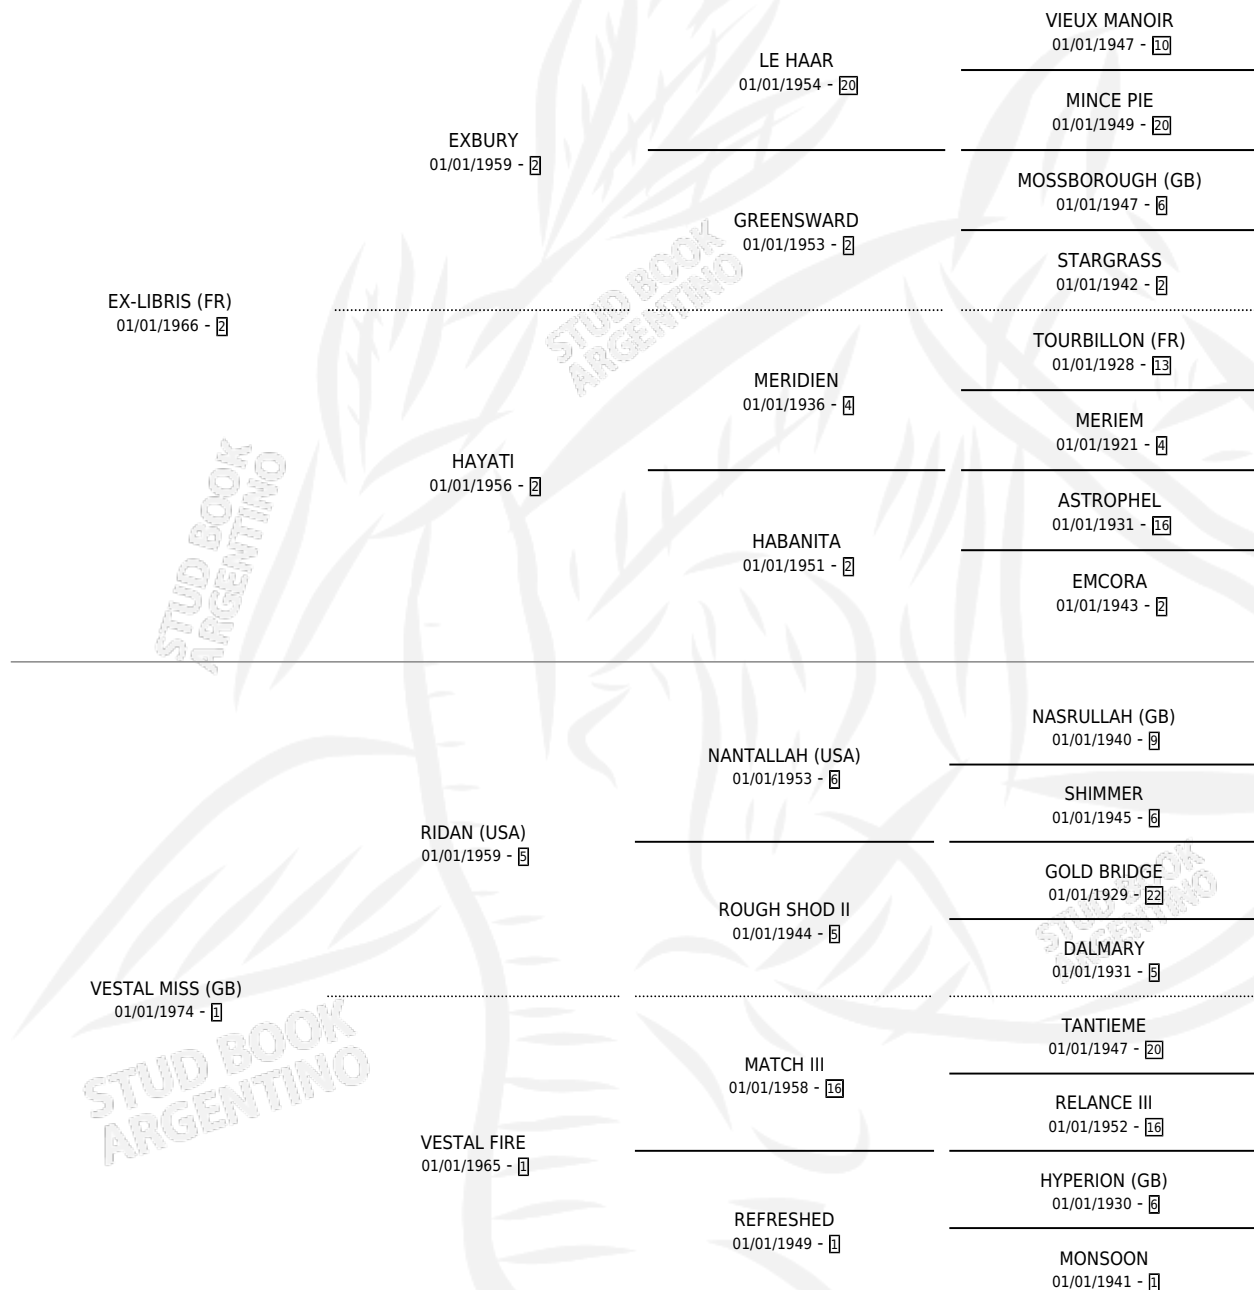 VIEUX MANOIR
01/01/1947 - 10
LE HAAR
01/01/1954 - 20
MINCE PIE
01/01/1949 - 20
EXBURY
01/01/1959 - 2
MOSSBOROUGH (GB)
01/01/1947 - 6
GREENSWARD
01/01/1953 - 2
STARGRASS
01/01/1942 - 2
EX-LIBRIS (FR)
01/01/1966 - 2
STUD BOOK
ARGENTINO
TOURBILLON (FR)
01/01/1928 - 13
MERIDIEN
01/01/1936 - 4
MERIEM
01/01/1921 - 4
HAYATI
01/01/1956 - 2
ASTROPHEL
01/01/1931 - 16
HABANITA
01/01/1951 - 2
EMCORA
01/01/1943 - 2
STUD BOOK
ARGENTINO
NASRULLAH (GB)
01/01/1940 - 9
NANTALLAH (USA)
01/01/1953 - 6
SHIMMER
01/01/1945 - 6
RIDAN (USA)
01/01/1959 - 5
GOLD BRIDGE
01/01/1929 - 22
ROUGH SHOD II
01/01/1944 - 5
DALMARY
01/01/1931 - 5
STUD BOOK
ARGENTINO
VESTAL MISS (GB)
01/01/1974 - 1
STUD BOOK
ARGENTINO
TANTIEME
01/01/1947 - 20
MATCH III
01/01/1958 - 16
RELANCE III
01/01/1952 - 16
VESTAL FIRE
01/01/1965 - 1
HYPERION (GB)
01/01/1930 - 6
REFRESHED
01/01/1949 - 1
MONSOON
01/01/1941 - 1